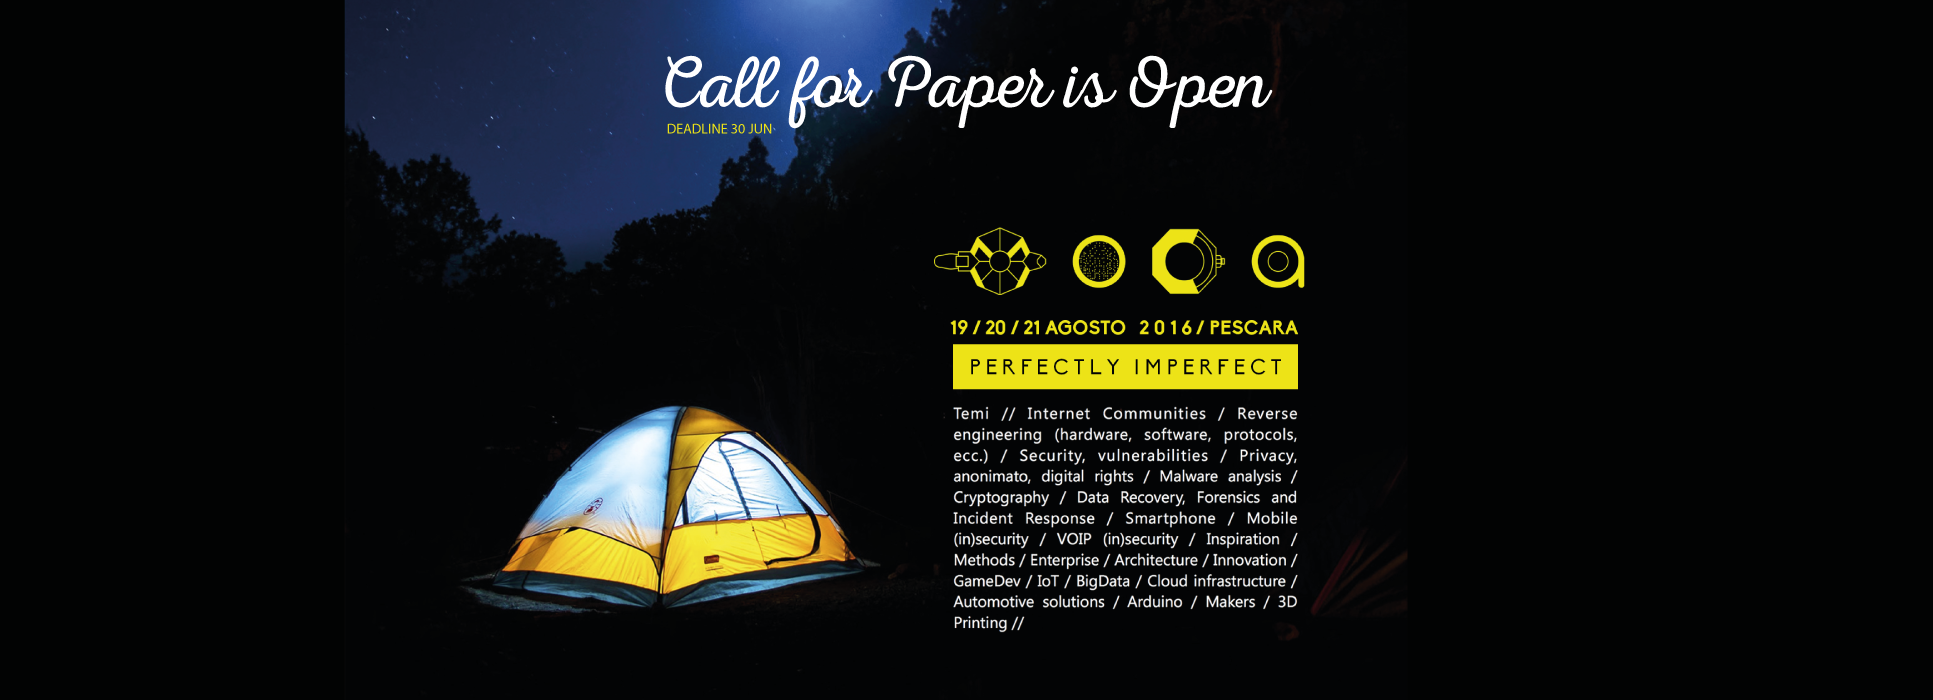 Call for Paper is Open
DEADLINE 30 JUN
19 / 20 / 21 AGOSTO 2016 / PESCARA
PERFECTLY IMPERFECT
Temi // Internet Communities / Reverse
engineering (hardware, software, protocols,
ecc.) / Security, vulnerabilities / Privacy,
anonimato, digital rights / Malware analysis /
Cryptography / Data Recovery, Forensics and
Incident Response / Smartphone / Mobile
(in)security / VOIP (in)security / Inspiration /
Methods / Enterprise / Architecture / Innovation /
GameDev / IoT / BigData / Cloud infrastructure /
Automotive solutions / Arduino / Makers / 3D
Printing //